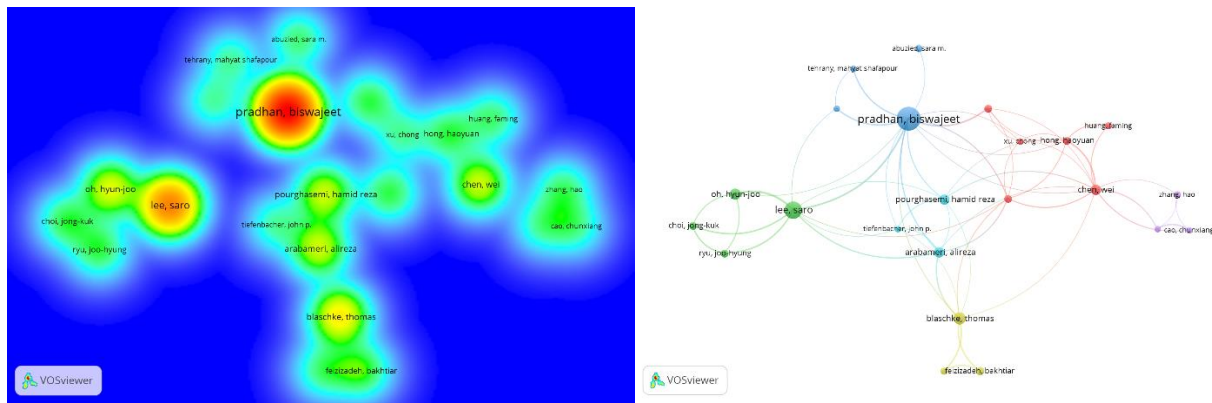 abuzied, sara m.
tehrany, mahyat shafapour
pradhan, biswajeet
huang, faming
xu, chong
hong, haoyuan
chen, wei
oh, hyun-joo
lee, saro
choi, jong-kuk
ryu, joo-hyung
pourghasemi, hamid reza
tiefenbacher, john p.
arabameri, alireza
zhang, hao
cao, chunxiang
blaschke, thomas
feizizadeh, bakhtiar
VOSviewer
abuzied, sara m.
tehrany, mahyat shafapour
pradhan, biswajeet
huang, faming
xu, chong
hong, haoyuan
chen, wei
oh, hyun-joo
lee, saro
choi, jong-kuk
ryu, joo-hyung
pourghasemi, hamid reza
tiefenbacher, john p.
arabameri, alireza
zhang, hao
cao, chunxiang
blaschke, thomas
feizizadeh, bakhtiar
VOSviewer